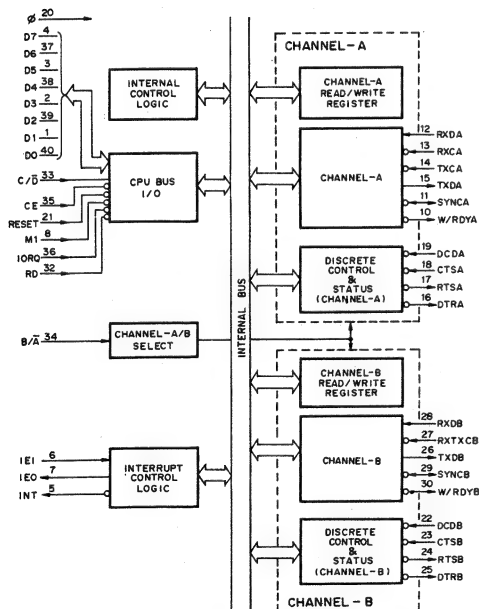 Φ 20
D7 4
D6 37
D5 3
D4 38
D3 2
D2 39
D1 1
D0 40
C/D̅ 33
CE 35
RESET 21
M1 8
IORQ 36
RD 32
B/A̅ 34
IEI 6
IEO 7
INT 5
INTERNAL
CONTROL
LOGIC
CPU BUS
I/O
CHANNEL-A/B
SELECT
INTERRUPT
CONTROL
LOGIC
INTERNAL BUS
CHANNEL-A
CHANNEL-A
READ/WRITE
REGISTER
CHANNEL-A
12 RXDA
13 RXCA
14 TXCA
15 TXDA
11 SYNCA
10 W/RDYA
DISCRETE
CONTROL
&
STATUS
(CHANNEL-A)
19 DCDA
18 CTSA
17 RTSA
16 DTRA
CHANNEL-B
READ/WRITE
REGISTER
CHANNEL-B
28 RXDB
27 RXTXCB
26 TXDB
29 SYNCB
30 W/RDYB
DISCRETE
CONTROL
&
STATUS
(CHANNEL-B)
22 DCDB
23 CTSB
24 RTSB
25 DTRB
CHANNEL - B